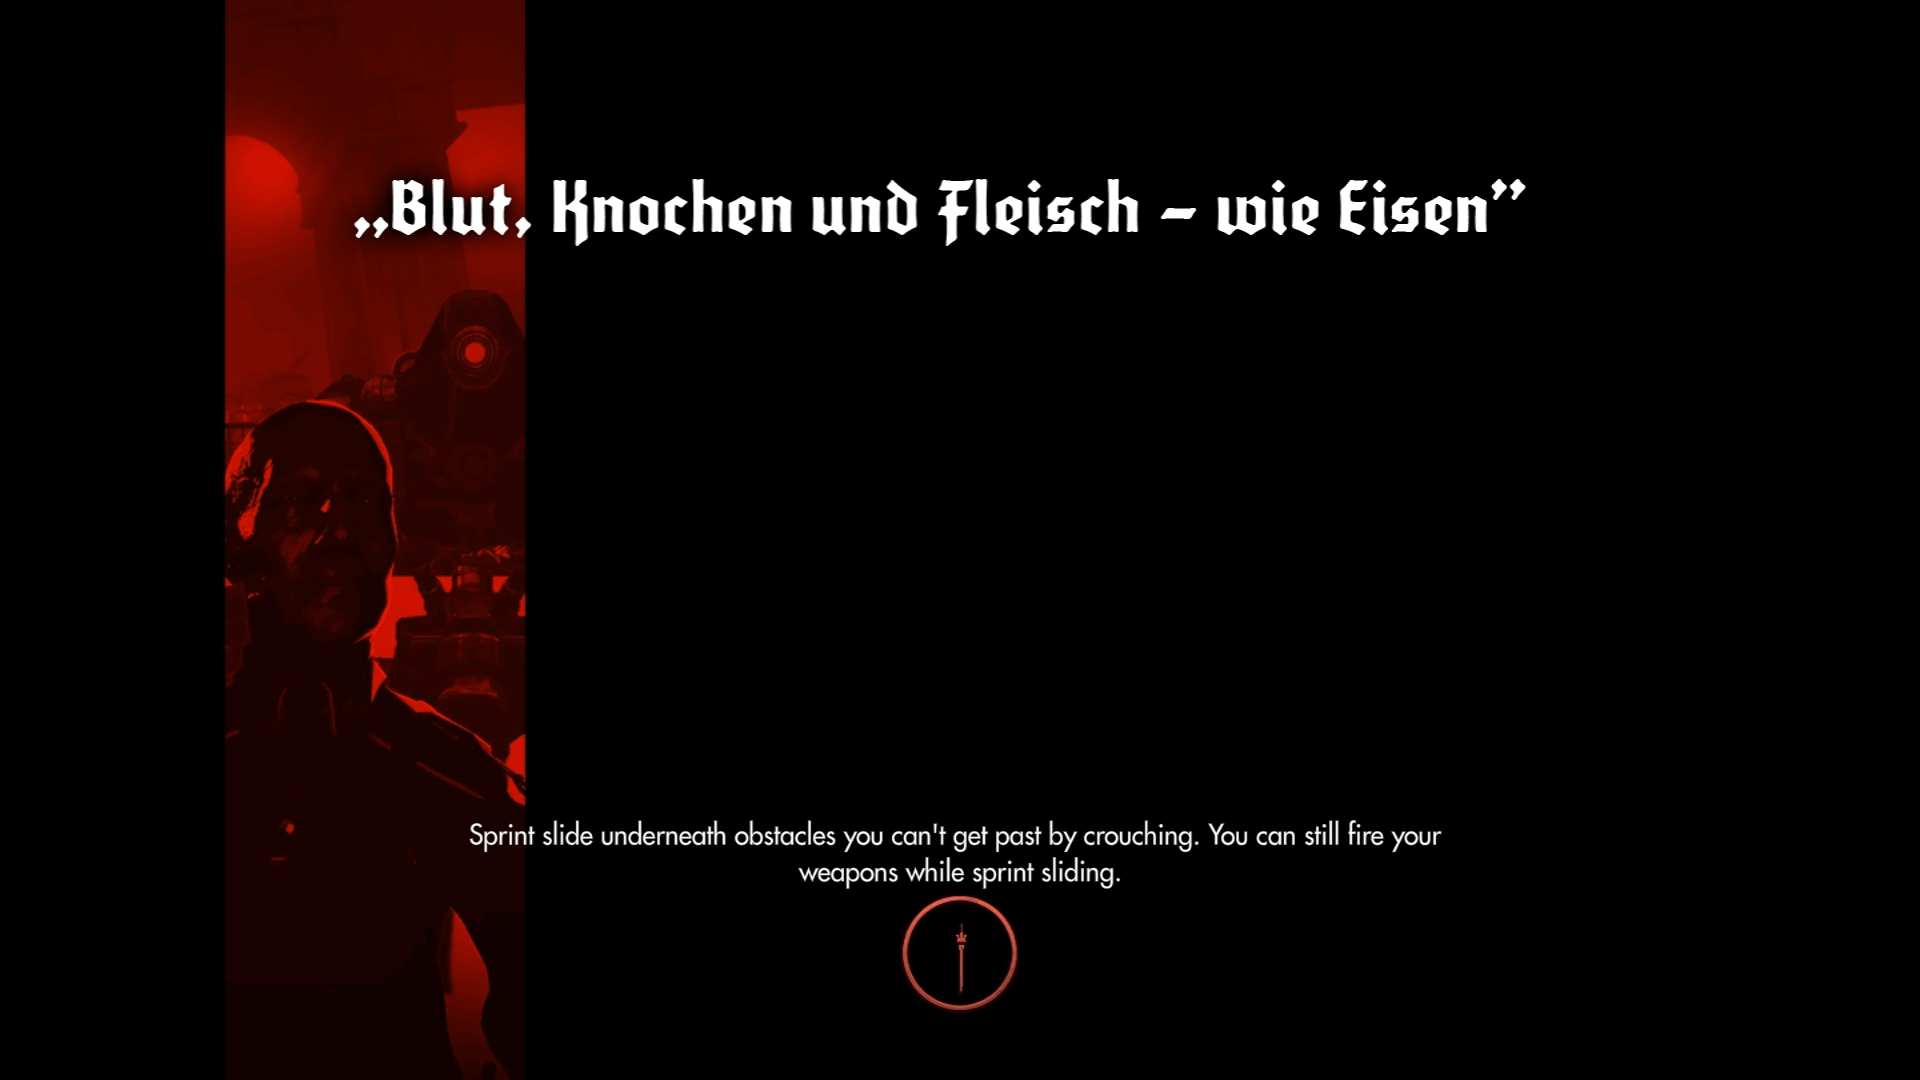 „Blut, Knochen und Fleisch – wie Eisen”
Sprint slide underneath obstacles you can't get past by crouching. You can still fire your
weapons while sprint sliding.